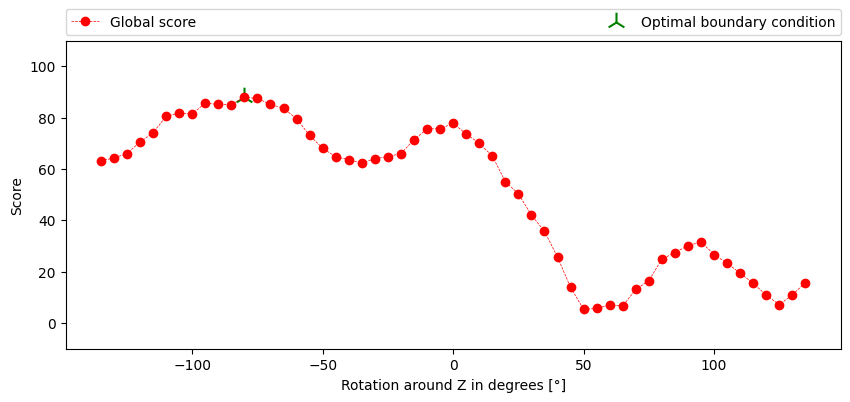 Global score
Optimal boundary condition
100
80
60
40
20
0
Score
−100
−50
0
50
100
Rotation around Z in degrees [°]